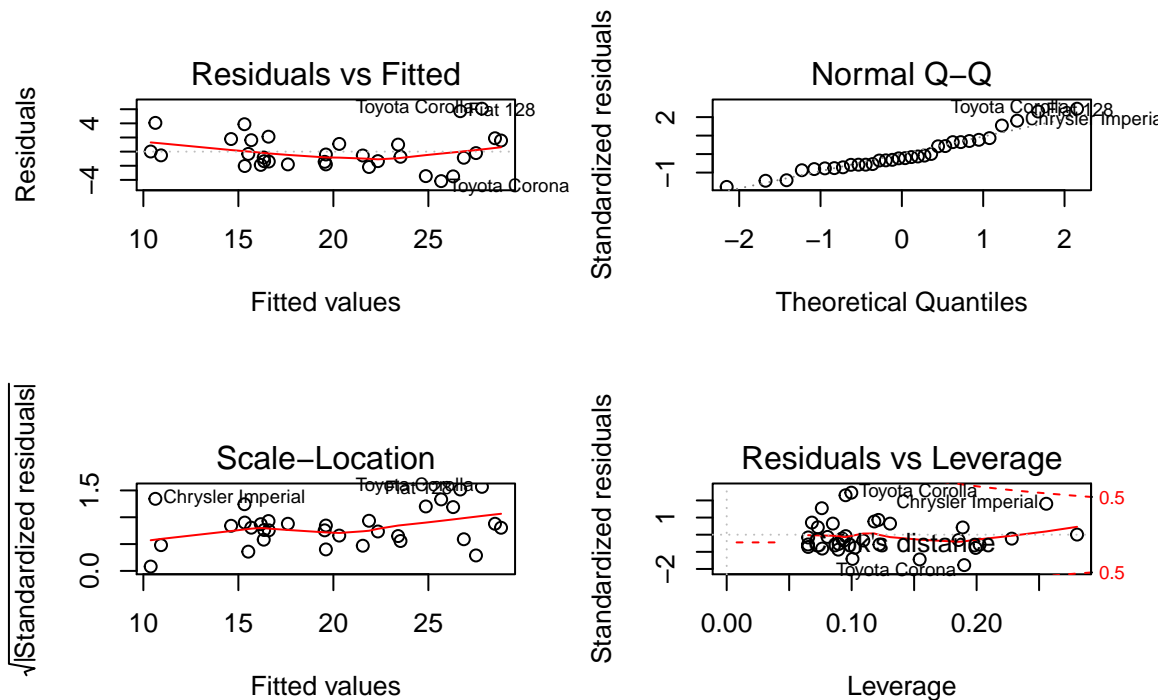 Residuals vs Fitted
Residuals
4
−4
Toyota Corolla
Fiat 128
Toyota Corona
10 15 20 25
Fitted values
Normal Q−Q
Standardized residuals
2
−1
Toyota Corolla
Fiat 128
Chrysler Imperia
−2 −1 0 1 2
Theoretical Quantiles
Scale−Location
√|Standardized residuals|
1.5
0.0
Chrysler Imperial
Toyota Corolla
Fiat 128
10 15 20 25
Fitted values
Residuals vs Leverage
Standardized residuals
1
−2
Toyota Corolla
Chrysler Imperial
Cook's distance
Toyota Corona
0.5
0.5
0.00 0.10 0.20
Leverage